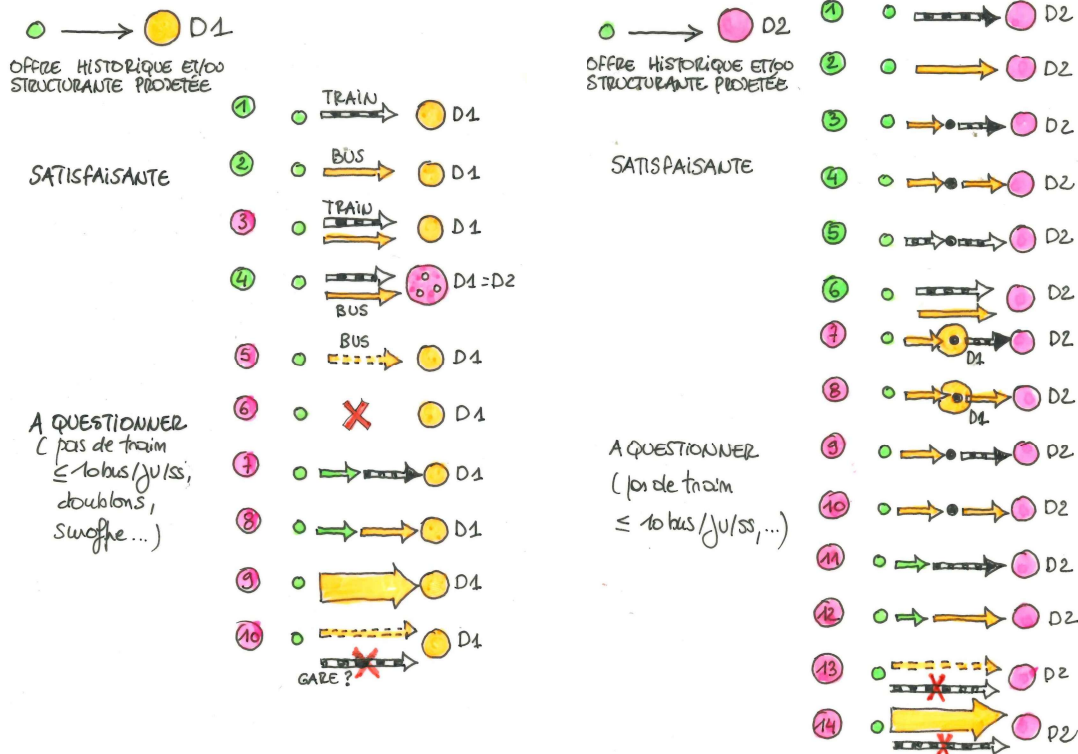 D1
OFFRE HISTORIQUE ET/OU
STRUCTURANTE PROJETÉE
1 TRAIN D1
SATISFAISANTE
2 BUS D1
3 TRAIN D1
4 D1=D2
BUS
5 BUS D1
6 D1
A QUESTIONNER
( pas de train
≤ 10 bus/JU/SS,
doublons,
suroffre...)
7 D1
8 D1
9 D1
10 D1
GARE ?
D2
OFFRE HISTORIQUE ET/OU
STRUCTURANTE PROJETÉE
1 D2
2 D2
3 D2
SATISFAISANTE
4 D2
5 D2
6 D2
7 D2
D1
8 D2
D1
A QUESTIONNER
( pas de train
≤ 10 bus/JU/SS,...)
9 D2
10 D2
11 D2
12 D2
13 D2
14 D2